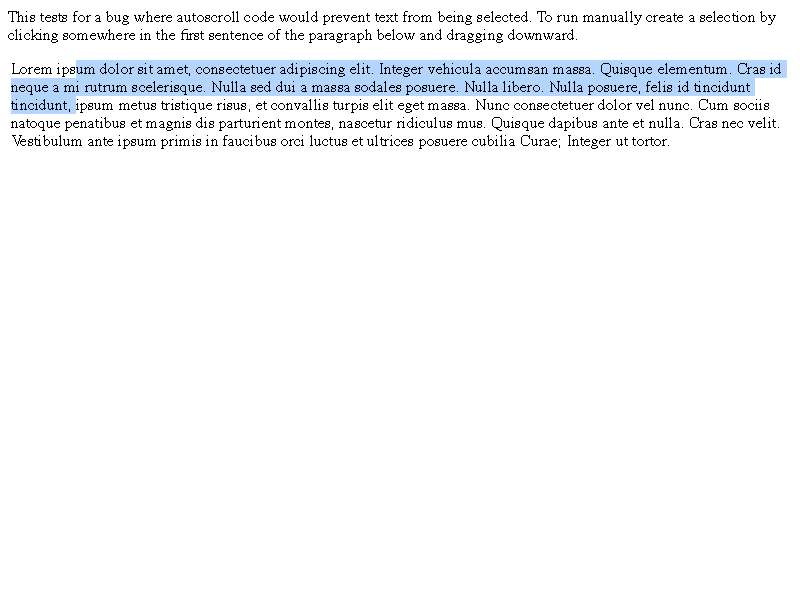 This tests for a bug where autoscroll code would prevent text from being selected. To run manually create a selection by
clicking somewhere in the first sentence of the paragraph below and dragging downward.
Lorem ipsum dolor sit amet, consectetuer adipiscing elit. Integer vehicula accumsan massa. Quisque elementum. Cras id
neque a mi rutrum scelerisque. Nulla sed dui a massa sodales posuere. Nulla libero. Nulla posuere, felis id tincidunt
tincidunt, ipsum metus tristique risus, et convallis turpis elit eget massa. Nunc consectetuer dolor vel nunc. Cum sociis
natoque penatibus et magnis dis parturient montes, nascetur ridiculus mus. Quisque dapibus ante et nulla. Cras nec velit.
Vestibulum ante ipsum primis in faucibus orci luctus et ultrices posuere cubilia Curae; Integer ut tortor.